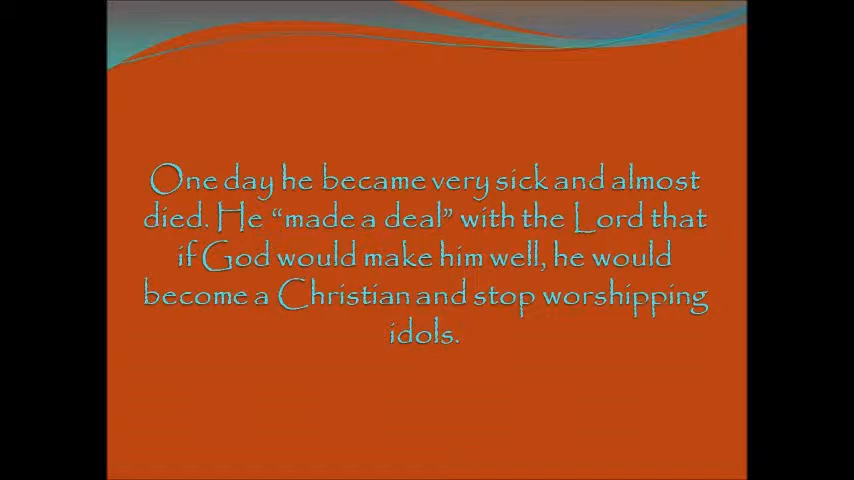 One day he became very sick and almost
died. He “made a deal” with the Lord that
if God would make him well, he would
become a Christian and stop worshipping
idols.